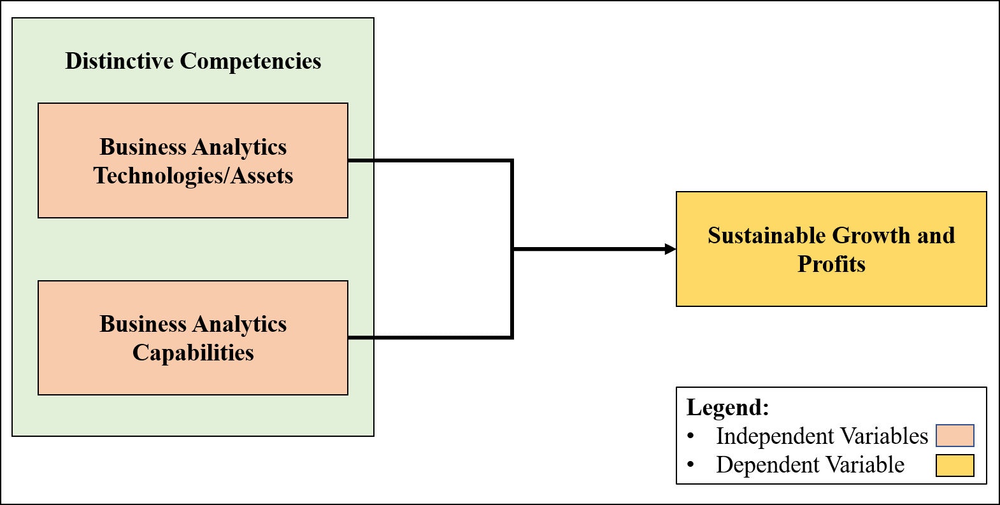 Distinctive Competencies
Business Analytics
Technologies/Assets
Business Analytics
Capabilities
Sustainable Growth and
Profits
Legend:
• Independent Variables
• Dependent Variable